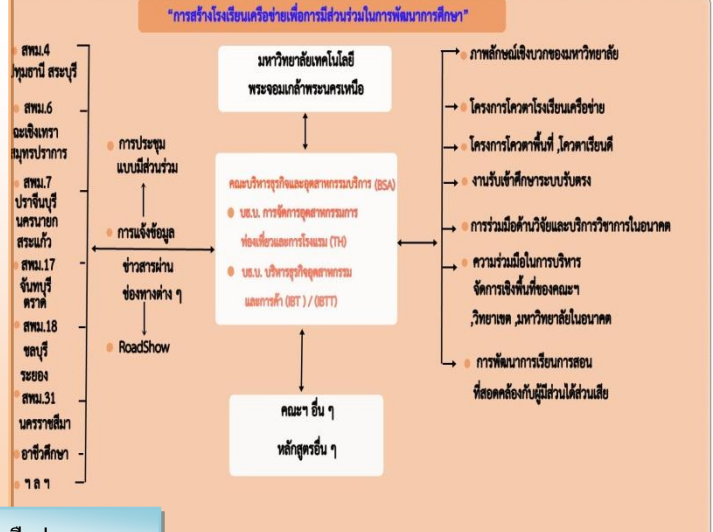 “การสร้างโรงเรียนเครือข่ายเพื่อการมีส่วนร่วมในการพัฒนาการศึกษา”
สพม.4
ปทุมธานี สระบุรี
สพม.6
ฉะเชิงเทรา
สมุทรปราการ
สพม.7
ปราจีนบุรี
นครนายก
สระแก้ว
สพม.17
จันทบุรี
ตราด
สพม.18
ชลบุรี
ระยอง
สพม.31
นครราชสีมา
อาชีวศึกษา
ฯ ล ฯ
การประชุม
แบบมีส่วนร่วม
การแจ้งข้อมูล
ข่าวสารผ่าน
ช่องทางต่าง ๆ
RoadShow
มหาวิทยาลัยเทคโนโลยี
พระจอมเกล้าพระนครเหนือ
คณะบริหารธุรกิจและอุตสาหกรรมบริการ (BSA)
บธ.บ. การจัดการอุตสาหกรรมการ
ท่องเที่ยวและการโรงแรม (TH)
บธ.บ. บริหารธุรกิจอุตสาหกรรม
และการค้า (IBT ) / (IBTT)
คณะฯ อื่น ๆ
หลักสูตรอื่น ๆ
ภาพลักษณ์เชิงบวกของมหาวิทยาลัย
โครงการโควตาโรงเรียนเครือข่าย
โครงการโควตาพื้นที่ ,โควตาเรียนดี
งานรับเข้าศึกษาระบบรับตรง
การร่วมมือด้านวิจัยและบริการวิชาการในอนาคต
ความร่วมมือในการบริหาร
จัดการเชิงพื้นที่ของคณะฯ
,วิทยาเขต ,มหาวิทยาลัยในอนาคต
การพัฒนาการเรียนการสอน
ที่สอดคล้องกับผู้มีส่วนได้ส่วนเสีย